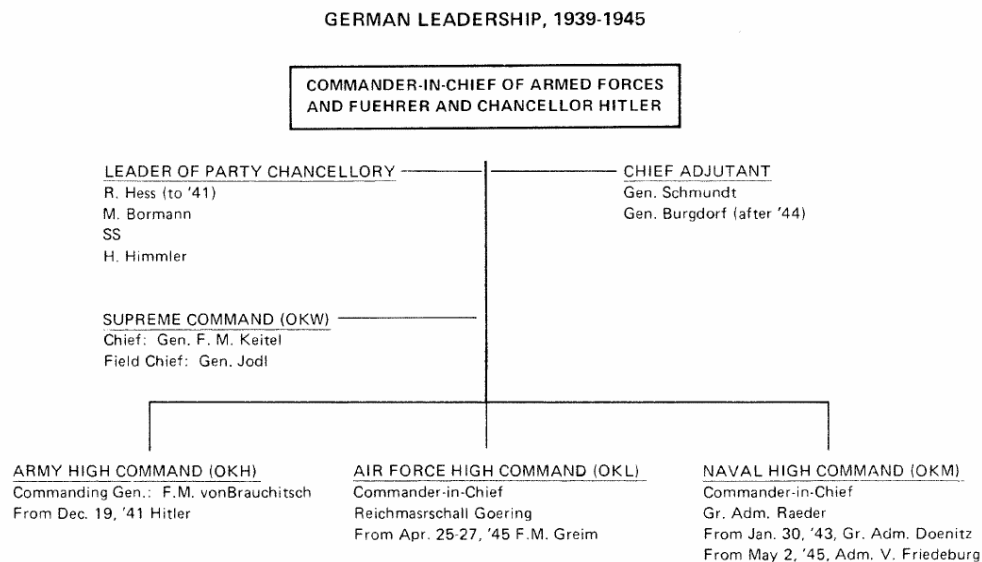 GERMAN LEADERSHIP, 1939-1945
COMMANDER-IN-CHIEF OF ARMED FORCES
AND FUEHRER AND CHANCELLOR HITLER
LEADER OF PARTY CHANCELLORY
R. Hess (to '41)
M. Bormann
SS
H. Himmler
CHIEF ADJUTANT
Gen. Schmundt
Gen. Burgdorf (after '44)
SUPREME COMMAND (OKW)
Chief: Gen. F. M. Keitel
Field Chief: Gen. Jodl
ARMY HIGH COMMAND (OKH)
Commanding Gen.: F.M. vonBrauchitsch
From Dec. 19, '41 Hitler
AIR FORCE HIGH COMMAND (OKL)
Commander-in-Chief
Reichmasrschall Goering
From Apr. 25-27, '45 F.M. Greim
NAVAL HIGH COMMAND (OKM)
Commander-in-Chief
Gr. Adm. Raeder
From Jan. 30, '43, Gr. Adm. Doenitz
From May 2, '45, Adm. V. Friedeburg